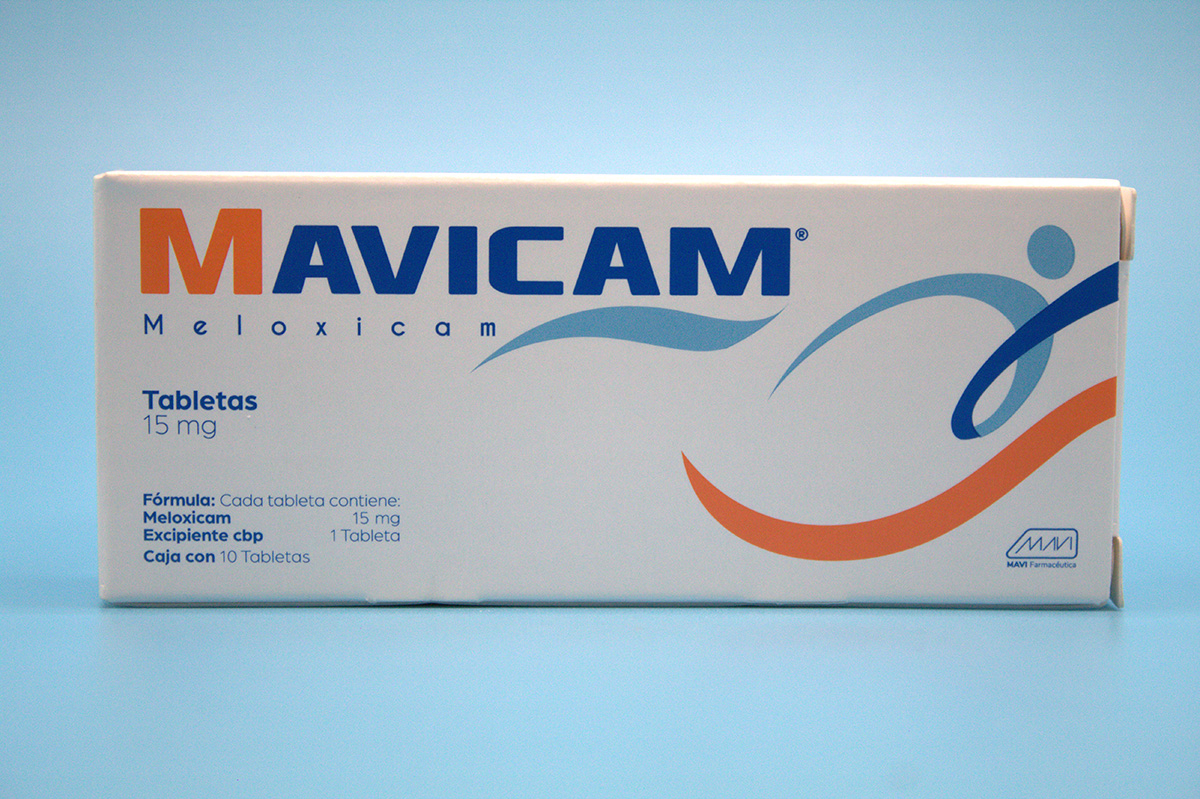 MAVICAM®
Meloxicam
Tabletas
15 mg
Fórmula: Cada tableta contiene:
Meloxicam 15 mg
Excipiente cbp 1 Tableta
Caja con 10 Tabletas
MAVI
MAVI Farmacéutica